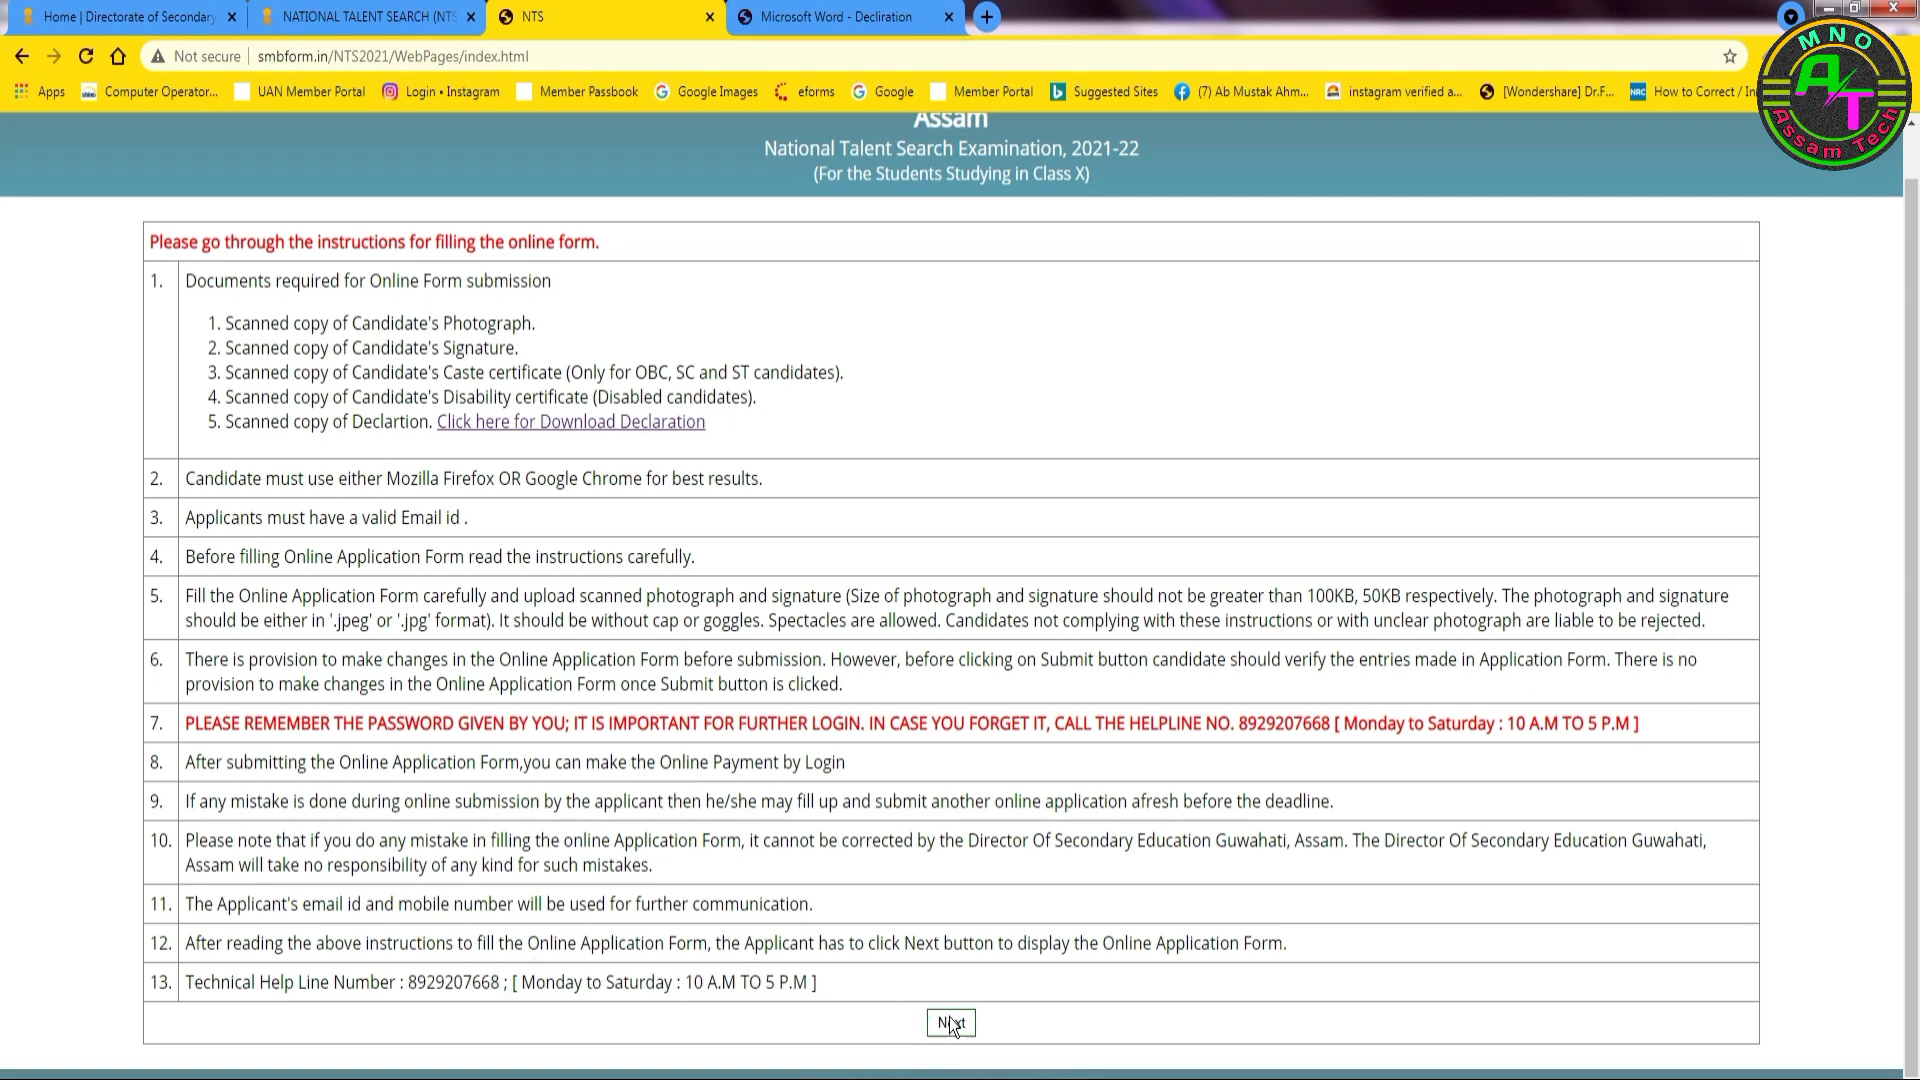 Home | Directorate of Secondary
NATIONAL TALENT SEARCH (NTS
NTS
Microsoft Word - Decliration
Not secure
smbform.in/NTS2021/WebPages/index.html
Apps
Computer Operator...
UAN Member Portal
Login • Instagram
Member Passbook
Google Images
eforms
Google
Member Portal
Suggested Sites
(7) Ab Mustak Ahm...
instagram verified a...
[Wondershare] Dr.F...
NRC
How to Correct / In
MNO
AT
Assam Tech
Assam
National Talent Search Examination, 2021-22
(For the Students Studying in Class X)
Please go through the instructions for filling the online form.
1. Documents required for Online Form submission
1. Scanned copy of Candidate's Photograph.
2. Scanned copy of Candidate's Signature.
3. Scanned copy of Candidate's Caste certificate (Only for OBC, SC and ST candidates).
4. Scanned copy of Candidate's Disability certificate (Disabled candidates).
5. Scanned copy of Declartion. Click here for Download Declaration
2. Candidate must use either Mozilla Firefox OR Google Chrome for best results.
3. Applicants must have a valid Email id .
4. Before filling Online Application Form read the instructions carefully.
5. Fill the Online Application Form carefully and upload scanned photograph and signature (Size of photograph and signature should not be greater than 100KB, 50KB respectively. The photograph and signature
should be either in '.jpeg' or '.jpg' format). It should be without cap or goggles. Spectacles are allowed. Candidates not complying with these instructions or with unclear photograph are liable to be rejected.
6. There is provision to make changes in the Online Application Form before submission. However, before clicking on Submit button candidate should verify the entries made in Application Form. There is no
provision to make changes in the Online Application Form once Submit button is clicked.
7. PLEASE REMEMBER THE PASSWORD GIVEN BY YOU; IT IS IMPORTANT FOR FURTHER LOGIN. IN CASE YOU FORGET IT, CALL THE HELPLINE NO. 8929207668 [ Monday to Saturday : 10 A.M TO 5 P.M ]
8. After submitting the Online Application Form,you can make the Online Payment by Login
9. If any mistake is done during online submission by the applicant then he/she may fill up and submit another online application afresh before the deadline.
10. Please note that if you do any mistake in filling the online Application Form, it cannot be corrected by the Director Of Secondary Education Guwahati, Assam. The Director Of Secondary Education Guwahati,
Assam will take no responsibility of any kind for such mistakes.
11. The Applicant's email id and mobile number will be used for further communication.
12. After reading the above instructions to fill the Online Application Form, the Applicant has to click Next button to display the Online Application Form.
13. Technical Help Line Number : 8929207668 ; [ Monday to Saturday : 10 A.M TO 5 P.M ]
Next